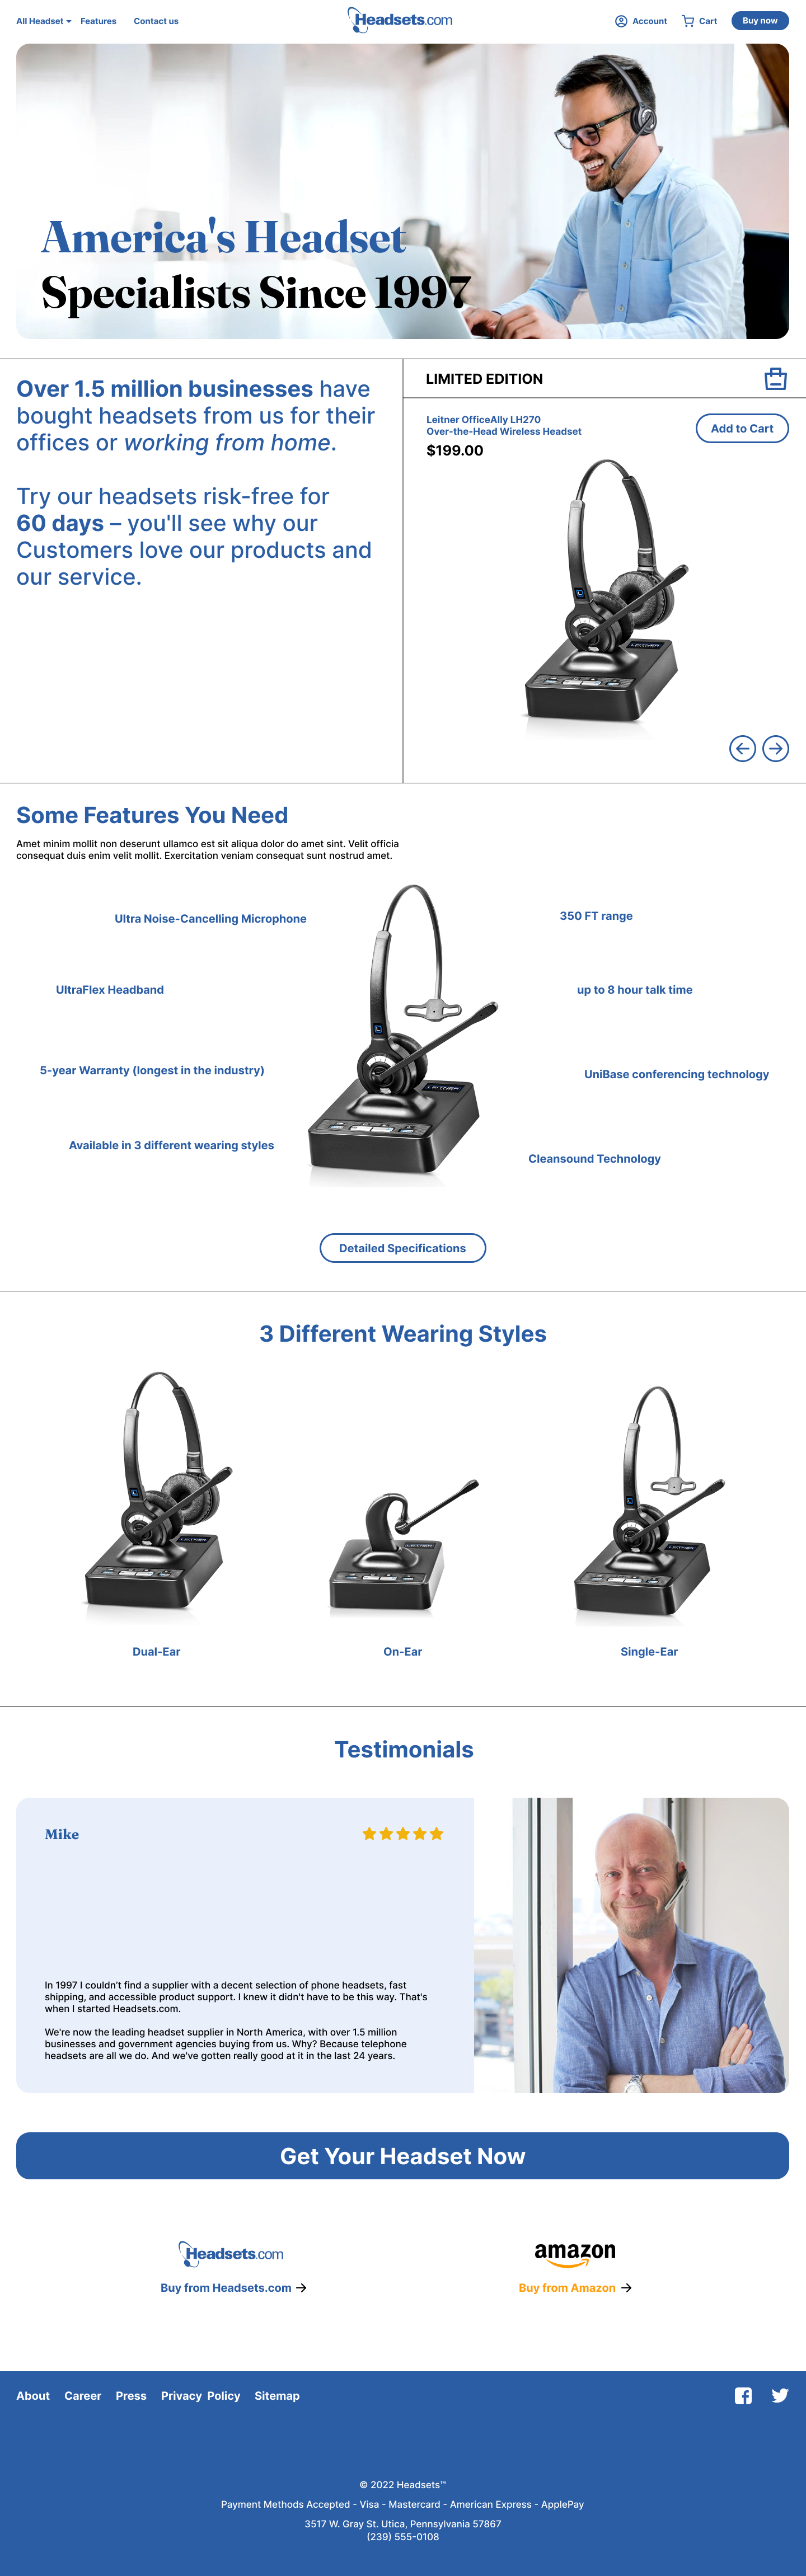 All Headset
Features
Contact us
Headsets.com
Account
Cart
Buy now
America's Headset
Specialists Since 1997
Over 1.5 million businesses have
bought headsets from us for their
offices or working from home.
Try our headsets risk-free for
60 days – you'll see why our
Customers love our products and
our service.
LIMITED EDITION
Leitner OfficeAlly LH270
Over-the-Head Wireless Headset
$199.00
Add to Cart
LEITNER
Some Features You Need
Amet minim mollit non deserunt ullamco est sit aliqua dolor do amet sint. Velit officia
consequat duis enim velit mollit. Exercitation veniam consequat sunt nostrud amet.
Ultra Noise-Cancelling Microphone
350 FT range
UltraFlex Headband
up to 8 hour talk time
5-year Warranty (longest in the industry)
UniBase conferencing technology
Available in 3 different wearing styles
Cleansound Technology
LEITNER
Detailed Specifications
3 Different Wearing Styles
LEITNER
LEITNER
LEITNER
Dual-Ear
On-Ear
Single-Ear
Testimonials
Mike
In 1997 I couldn't find a supplier with a decent selection of phone headsets, fast
shipping, and accessible product support. I knew it didn't have to be this way. That's
when I started Headsets.com.
We're now the leading headset supplier in North America, with over 1.5 million
businesses and government agencies buying from us. Why? Because telephone
headsets are all we do. And we've gotten really good at it in the last 24 years.
Get Your Headset Now
Headsets.com
amazon
Buy from Headsets.com
Buy from Amazon
About
Career
Press
Privacy Policy
Sitemap
© 2022 Headsets™
Payment Methods Accepted - Visa - Mastercard - American Express - ApplePay
3517 W. Gray St. Utica, Pennsylvania 57867
(239) 555-0108